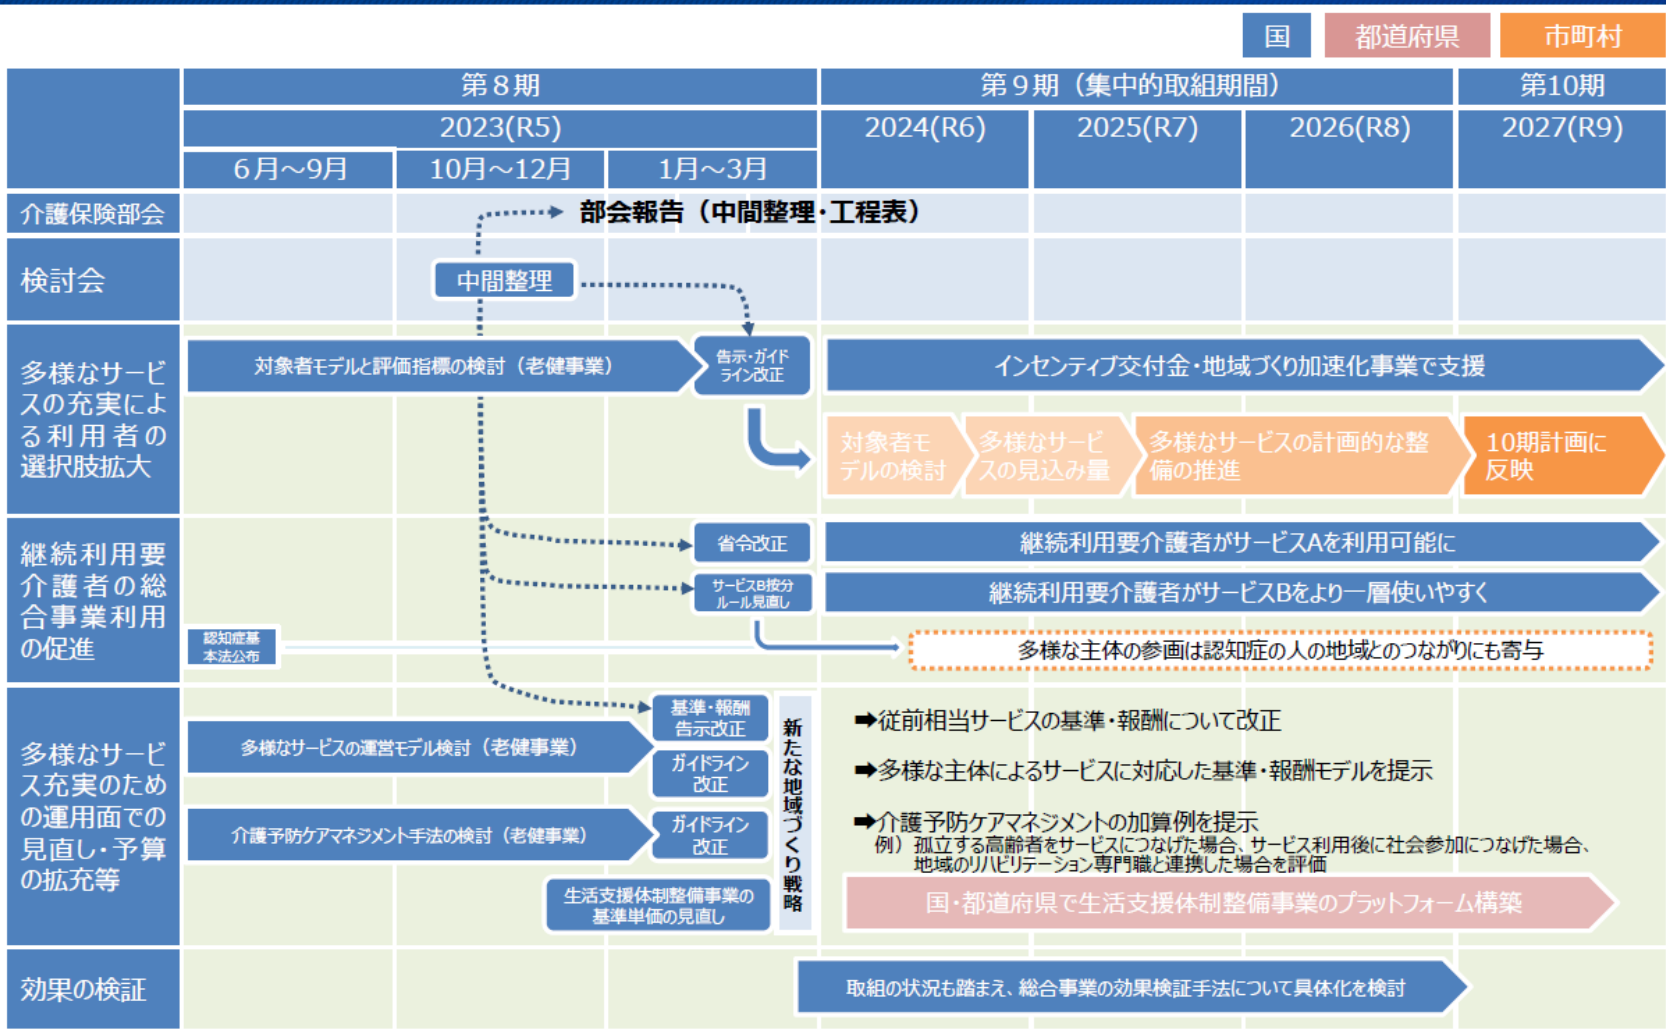 国
都道府県
市町村
第８期
第９期（集中的取組期間）
第10期
2023(R5)
2024(R6)
2025(R7)
2026(R8)
2027(R9)
６月～9月
10月～12月
1月～3月
介護保険部会
部会報告（中間整理・工程表）
検討会
中間整理
多様なサービ
スの充実によ
る利用者の
選択肢拡大
対象者モデルと評価指標の検討（老健事業）
告示・ガイド
ライン改正
インセンティブ交付金・地域づくり加速化事業で支援
対象者モ
デルの検討
多様なサービ
スの見込み量
多様なサービスの計画的な整
備の推進
10期計画に
反映
継続利用要
介護者の総
合事業利用
の促進
省令改正
継続利用要介護者がサービスAを利用可能に
サービスB按分
ルール見直し
継続利用要介護者がサービスBをより一層使いやすく
認知症基
本法公布
多様な主体の参画は認知症の人の地域とのつながりにも寄与
多様なサービ
ス充実のため
の運用面での
見直し・予算
の拡充等
多様なサービスの運営モデル検討（老健事業）
基準・報酬
告示改正
ガイドライン
改正
介護予防ケアマネジメント手法の検討（老健事業）
ガイドライン
改正
生活支援体制整備事業の
基準単価の見直し
新たな地域づくり戦略
➡従前相当サービスの基準・報酬について改正
➡多様な主体によるサービスに対応した基準・報酬モデルを提示
➡介護予防ケアマネジメントの加算例を提示
例）孤立する高齢者をサービスにつなげた場合、サービス利用後に社会参加につなげた場合、
地域のリハビリテーション専門職と連携した場合を評価
国・都道府県で生活支援体制整備事業のプラットフォーム構築
効果の検証
取組の状況も踏まえ、総合事業の効果検証手法について具体化を検討